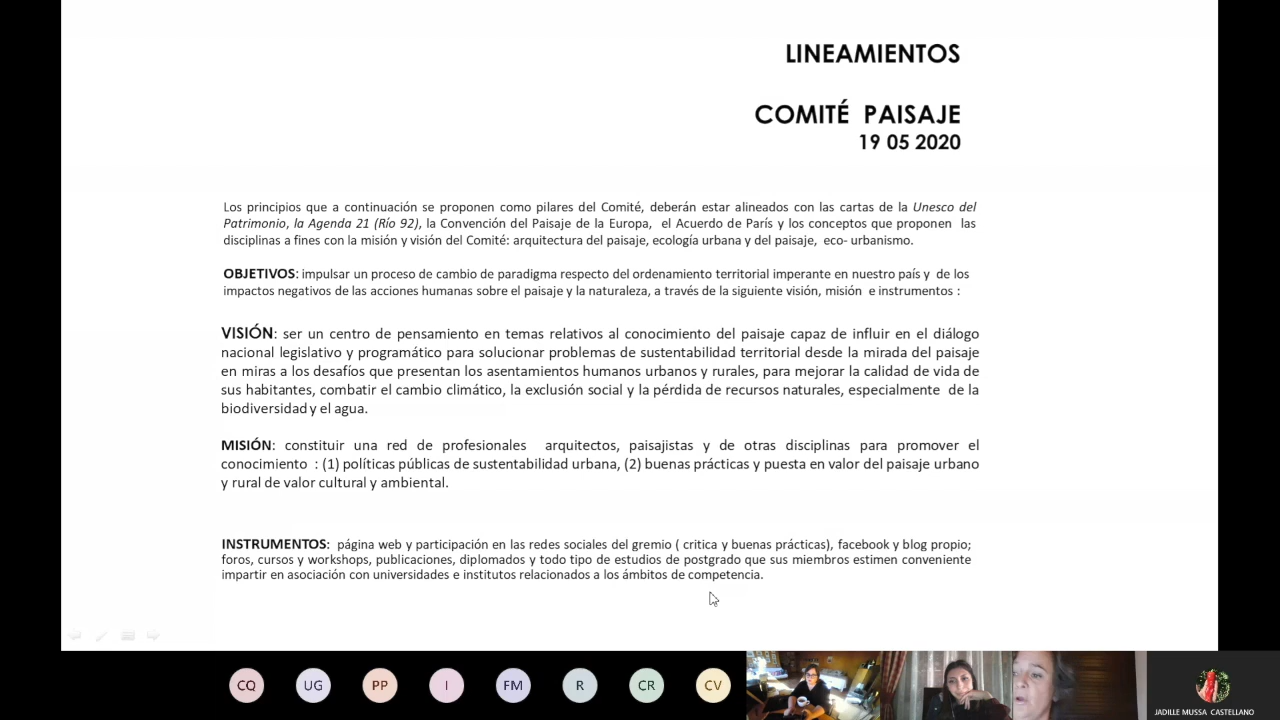 LINEAMIENTOS
COMITÉ PAISAJE
19 05 2020
Los principios que a continuación se proponen como pilares del Comité, deberán estar alineados con las cartas de la Unesco del
Patrimonio, la Agenda 21 (Río 92), la Convención del Paisaje de la Europa, el Acuerdo de París y los conceptos que proponen las
disciplinas a fines con la misión y visión del Comité: arquitectura del paisaje, ecología urbana y del paisaje, eco- urbanismo.
OBJETIVOS: impulsar un proceso de cambio de paradigma respecto del ordenamiento territorial imperante en nuestro país y de los
impactos negativos de las acciones humanas sobre el paisaje y la naturaleza, a través de la siguiente visión, misión e instrumentos :
VISIÓN: ser un centro de pensamiento en temas relativos al conocimiento del paisaje capaz de influir en el diálogo
nacional legislativo y programático para solucionar problemas de sustentabilidad territorial desde la mirada del paisaje
en miras a los desafíos que presentan los asentamientos humanos urbanos y rurales, para mejorar la calidad de vida de
sus habitantes, combatir el cambio climático, la exclusión social y la pérdida de recursos naturales, especialmente de la
biodiversidad y el agua.
MISIÓN: constituir una red de profesionales arquitectos, paisajistas y de otras disciplinas para promover el
conocimiento : (1) políticas públicas de sustentabilidad urbana, (2) buenas prácticas y puesta en valor del paisaje urbano
y rural de valor cultural y ambiental.
INSTRUMENTOS: página web y participación en las redes sociales del gremio ( critica y buenas prácticas), facebook y blog propio;
foros, cursos y workshops, publicaciones, diplomados y todo tipo de estudios de postgrado que sus miembros estimen conveniente
impartir en asociación con universidades e institutos relacionados a los ámbitos de competencia.
CQ UG PP I FM R CR CV
JADILLE MUSSA CASTELLANO